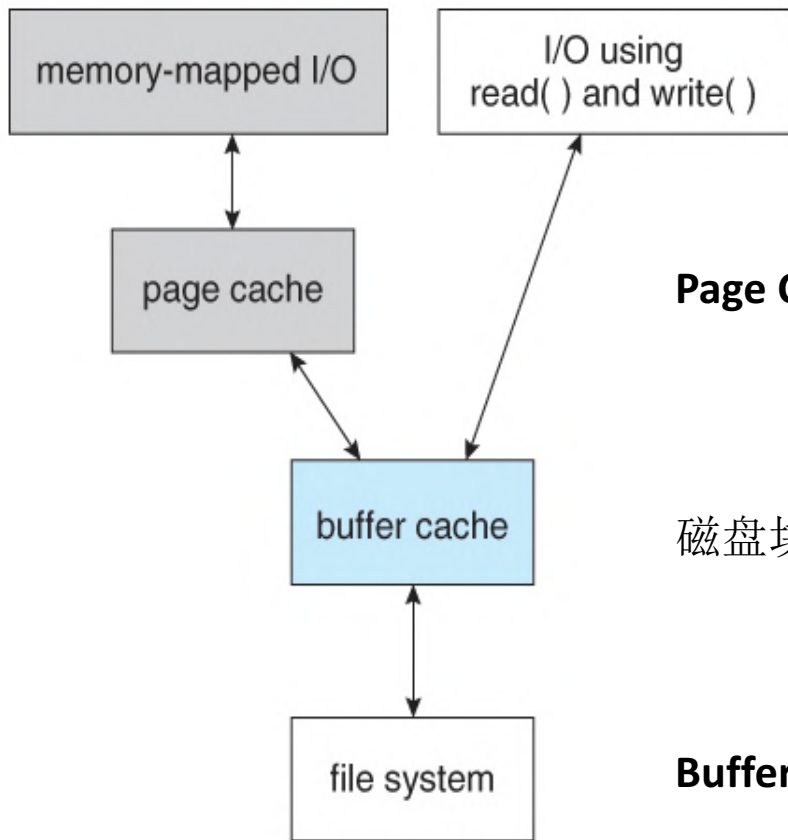 memory-mapped I/O
I/O using
read( ) and write( )
page cache
Page
buffer cache
磁盘
file system
Buffer